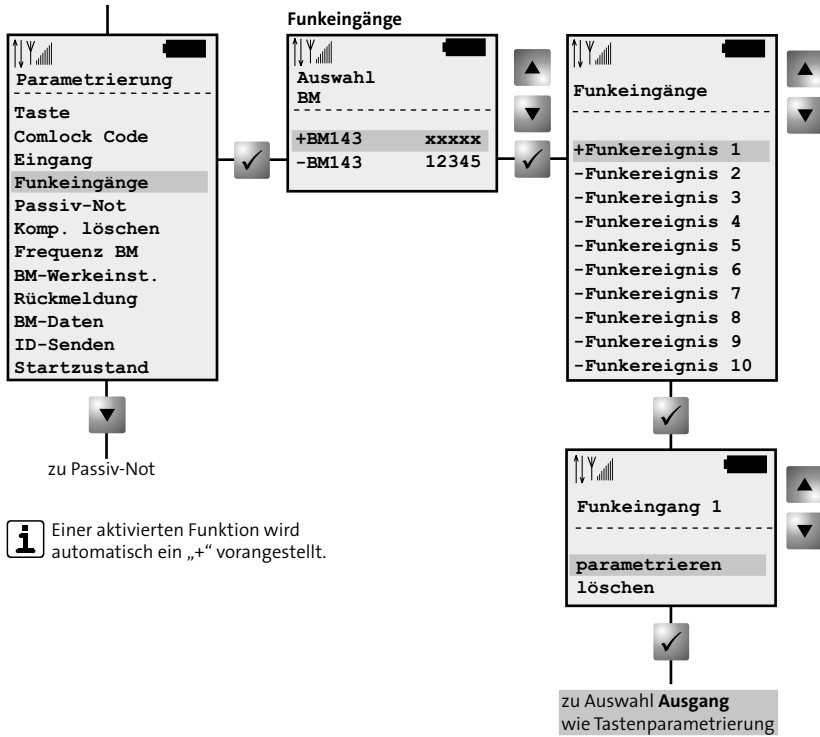 Funkeingänge
Parametrierung
Taste
Comlock Code
Eingang
Funkeingänge
Passiv-Not
Komp. löschen
Frequenz BM
BM-Werkeinst.
Rückmeldung
BM-Daten
ID-Senden
Startzustand
zu Passiv-Not
Auswahl
BM
+BM143 xxxxx
-BM143 12345
Funkeingänge
+Funkereignis 1
-Funkereignis 2
-Funkereignis 3
-Funkereignis 4
-Funkereignis 5
-Funkereignis 6
-Funkereignis 7
-Funkereignis 8
-Funkereignis 9
-Funkereignis 10
Funkeingang 1
parametrieren
löschen
zu Auswahl Ausgang
wie Tastenparametrierung
i Einer aktivierten Funktion wird
automatisch ein „+“ vorangestellt.